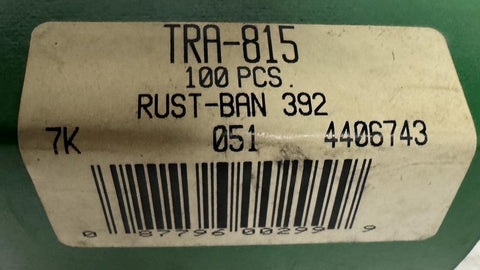 TRA-815
100 PCS.
RUST-BAN 392
7K 051 4406743
0 87796 00299 9